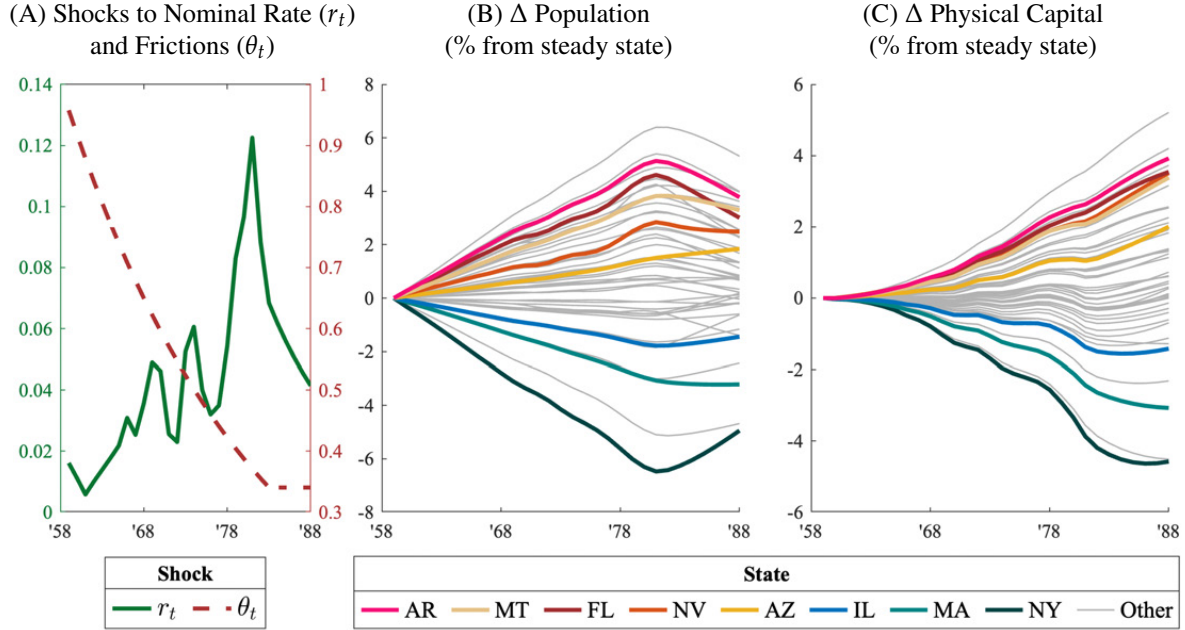 (A) Shocks to Nominal Rate (r_t)
and Frictions (θ_t)
(B) Δ Population
(% from steady state)
(C) Δ Physical Capital
(% from steady state)
0.14
0.12
0.1
0.08
0.06
0.04
0.02
0
1
0.9
0.8
0.7
0.6
0.5
0.4
0.3
'58 '68 '78 '88
8
6
4
2
0
-2
-4
-6
-8
'58 '68 '78 '88
6
4
2
0
-2
-4
-6
'58 '68 '78 '88
Shock
r_t θ_t
State
AR MT FL NV AZ IL MA NY Other